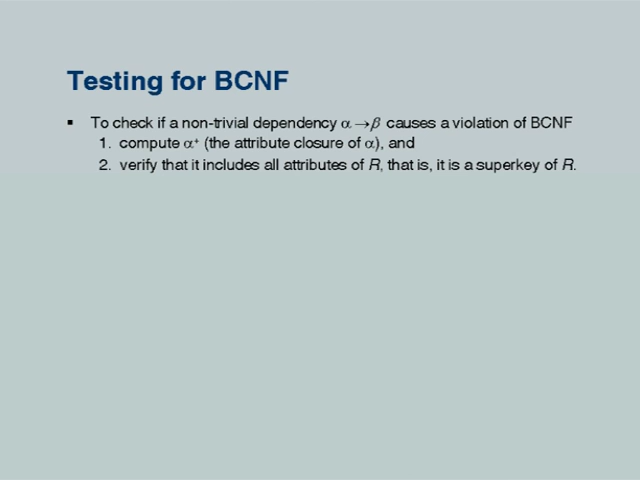 Testing for BCNF
▪ To check if a non-trivial dependency α → β causes a violation of BCNF
1. compute α⁺ (the attribute closure of α), and
2. verify that it includes all attributes of R, that is, it is a superkey of R.